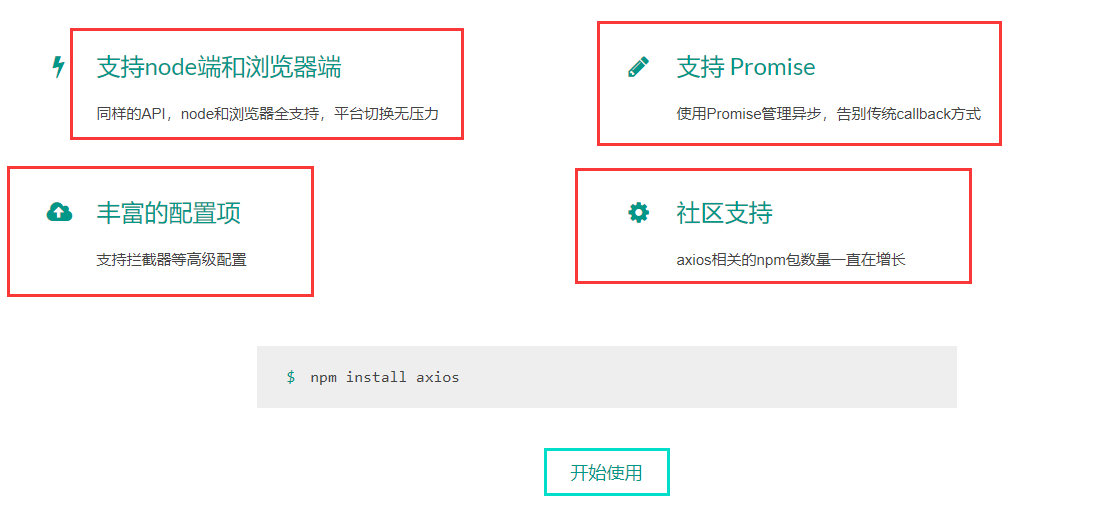 支持node端和浏览器端
同样的API，node和浏览器全支持，平台切换无压力
支持 Promise
使用Promise管理异步，告别传统callback方式
丰富的配置项
支持拦截器等高级配置
社区支持
axios相关的npm包数量一直在增长
$ npm install axios
开始使用